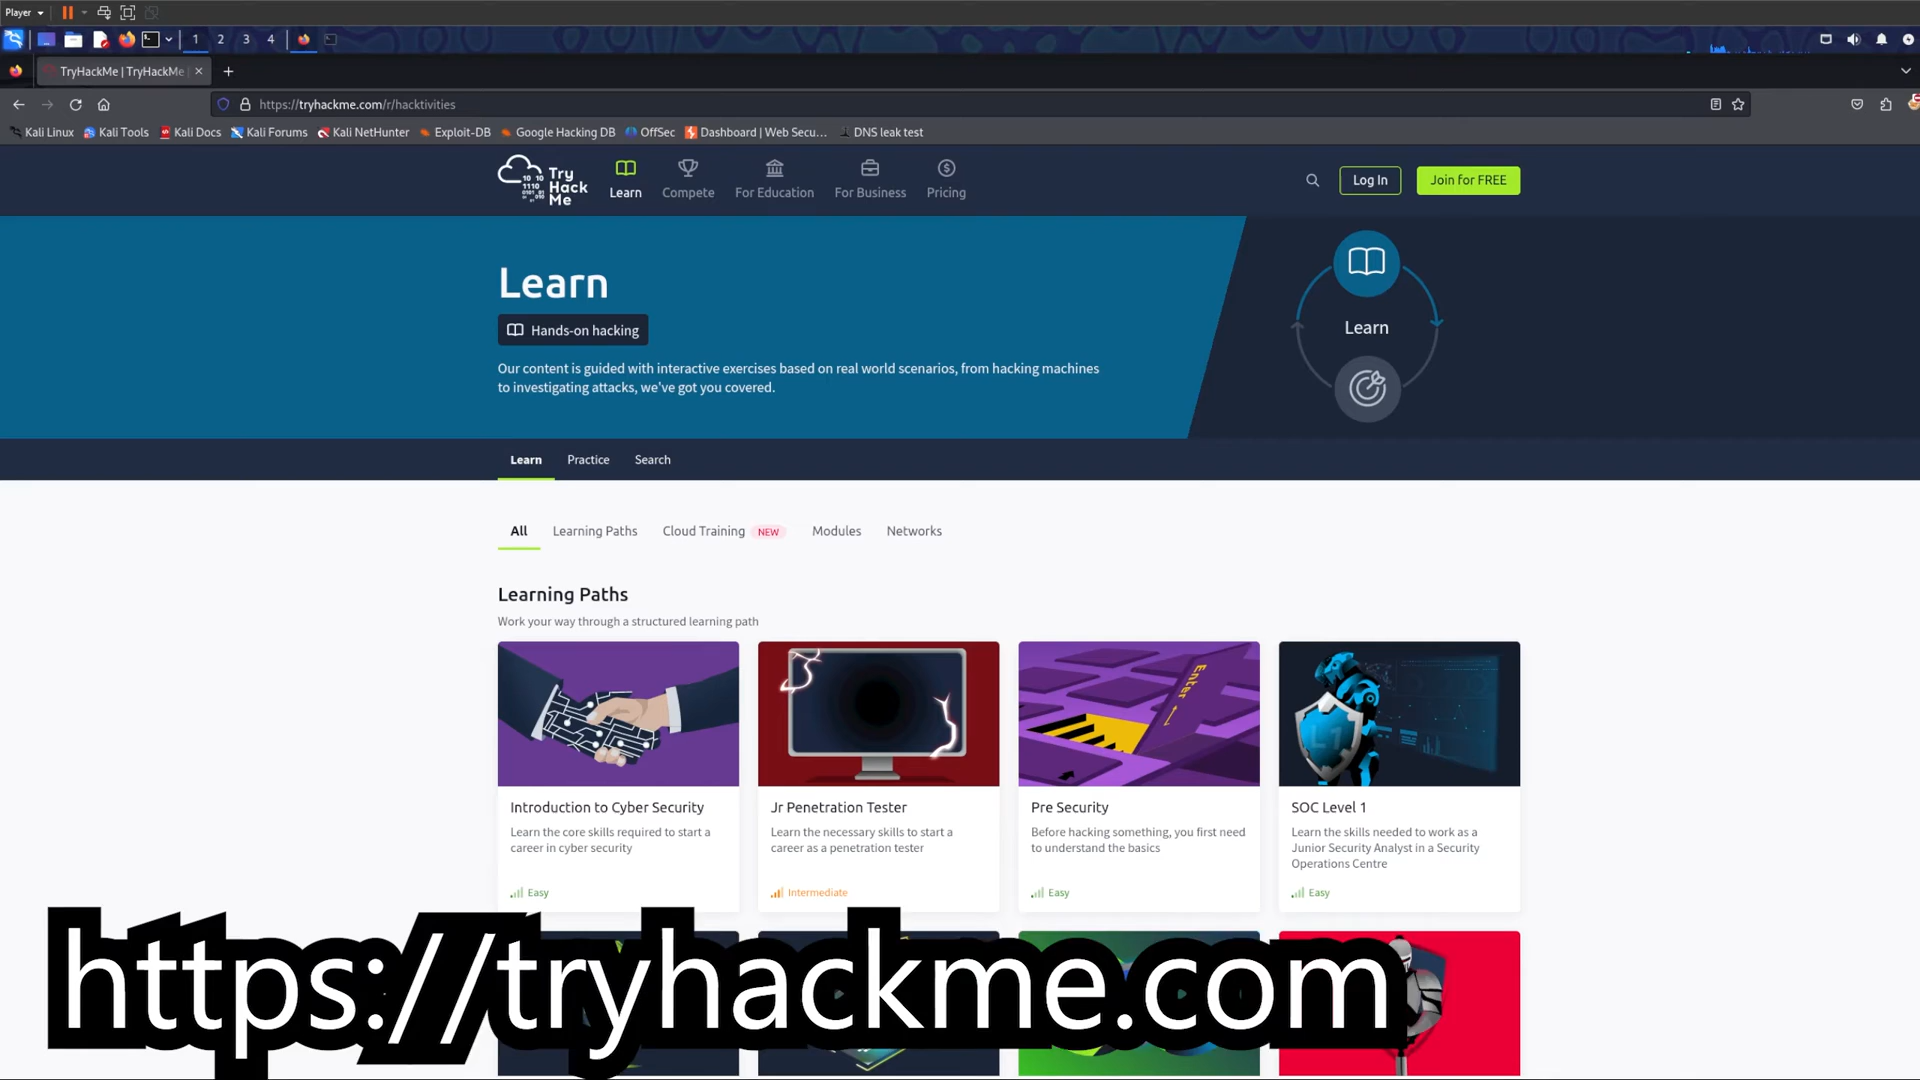 Player
1 2 3 4
TryHackMe | TryHackMe
https://tryhackme.com/r/hacktivities
Kali Linux Kali Tools Kali Docs Kali Forums Kali NetHunter Exploit-DB Google Hacking DB OffSec Dashboard | Web Secu... DNS leak test
Try
Hack
Me
Learn Compete For Education For Business Pricing
Log In Join for FREE
Learn
Hands-on hacking
Our content is guided with interactive exercises based on real world scenarios, from hacking machines
to investigating attacks, we've got you covered.
Learn
Learn Practice Search
All Learning Paths Cloud Training NEW Modules Networks
Learning Paths
Work your way through a structured learning path
Enter
L1
Introduction to Cyber Security
Learn the core skills required to start a
career in cyber security
Easy
Jr Penetration Tester
Learn the necessary skills to start a
career as a penetration tester
Intermediate
Pre Security
Before hacking something, you first need
to understand the basics
Easy
SOC Level 1
Learn the skills needed to work as a
Junior Security Analyst in a Security
Operations Centre
Easy
https://tryhackme.com